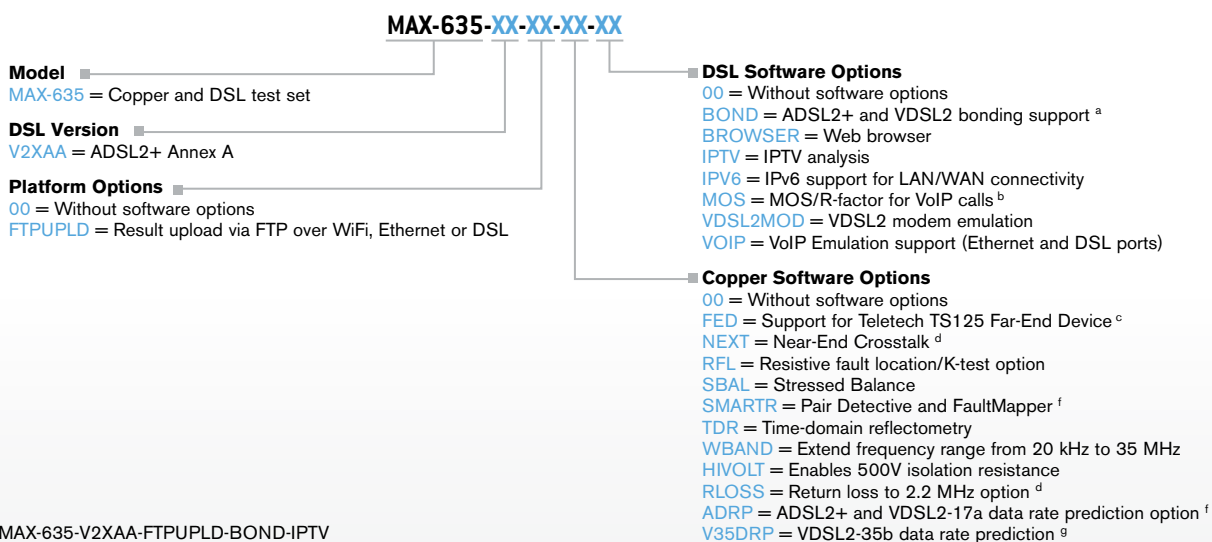 MAX-635-XX-XX-XX-XX
Model
MAX-635 = Copper and DSL test set
DSL Version
V2XAA = ADSL2+ Annex A
Platform Options
00 = Without software options
FTPUPLD = Result upload via FTP over WiFi, Ethernet or DSL
DSL Software Options
00 = Without software options
BOND = ADSL2+ and VDSL2 bonding support a
BROWSER = Web browser
IPTV = IPTV analysis
IPV6 = IPv6 support for LAN/WAN connectivity
MOS = MOS/R-factor for VoIP calls b
VDSL2MOD = VDSL2 modem emulation
VOIP = VoIP Emulation support (Ethernet and DSL ports)
Copper Software Options
00 = Without software options
FED = Support for Teletech TS125 Far-End Device c
NEXT = Near-End Crosstalk d
RFL = Resistive fault location/K-test option
SBAL = Stressed Balance
SMARTR = Pair Detective and FaultMapper f
TDR = Time-domain reflectometry
WBAND = Extend frequency range from 20 kHz to 35 MHz
HIVOLT = Enables 500V isolation resistance
RLOSS = Return loss to 2.2 MHz option d
ADRP = ADSL2+ and VDSL2-17a data rate prediction option f
V35DRP = VDSL2-35b data rate prediction g
MAX-635-V2XAA-FTPUPLD-BOND-IPTV